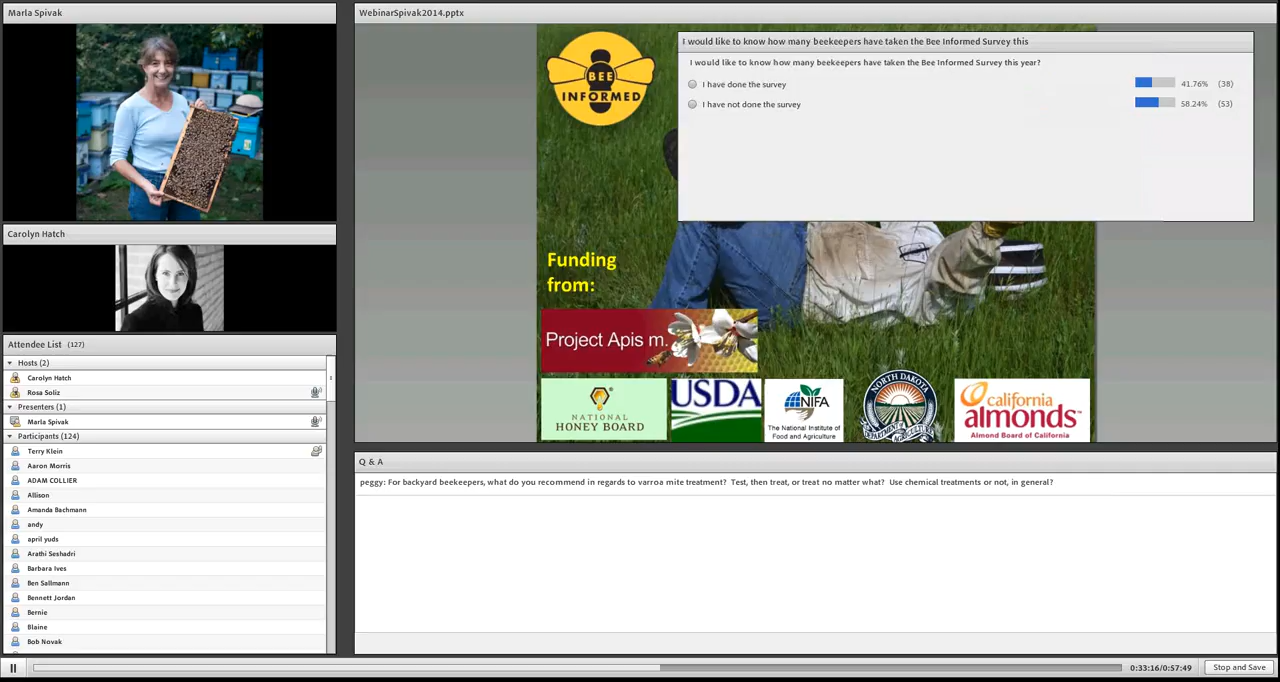 Marla Spivak
Carolyn Hatch
Attendee List (127)
Hosts (2)
Carolyn Hatch
Rosa Soliz
Presenters (1)
Marla Spivak
Participants (124)
Terry Klein
Aaron Morris
ADAM COLLIER
Allison
Amanda Bachmann
andy
april yuds
Arathi Seshadri
Barbara Ives
Ben Sallmann
Bennett Jordan
Bernie
Blaine
Bob Novak
WebinarSpivak2014.pptx
I would like to know how many beekeepers have taken the Bee Informed Survey this
I would like to know how many beekeepers have taken the Bee Informed Survey this year?
I have done the survey 41.76% (38)
I have not done the survey 58.24% (53)
BEE
INFORMED
Funding
from:
Project Apis m.
NATIONAL
HONEY BOARD
USDA
NIFA
The National Institute of
Food and Agriculture
NORTH DAKOTA
DEPARTMENT OF AGRICULTURE
california
almonds
Almond Board of California
Q & A
peggy: For backyard beekeepers, what do you recommend in regards to varroa mite treatment? Test, then treat, or treat no matter what? Use chemical treatments or not, in general?
0:33:16/0:57:49
Stop and Save